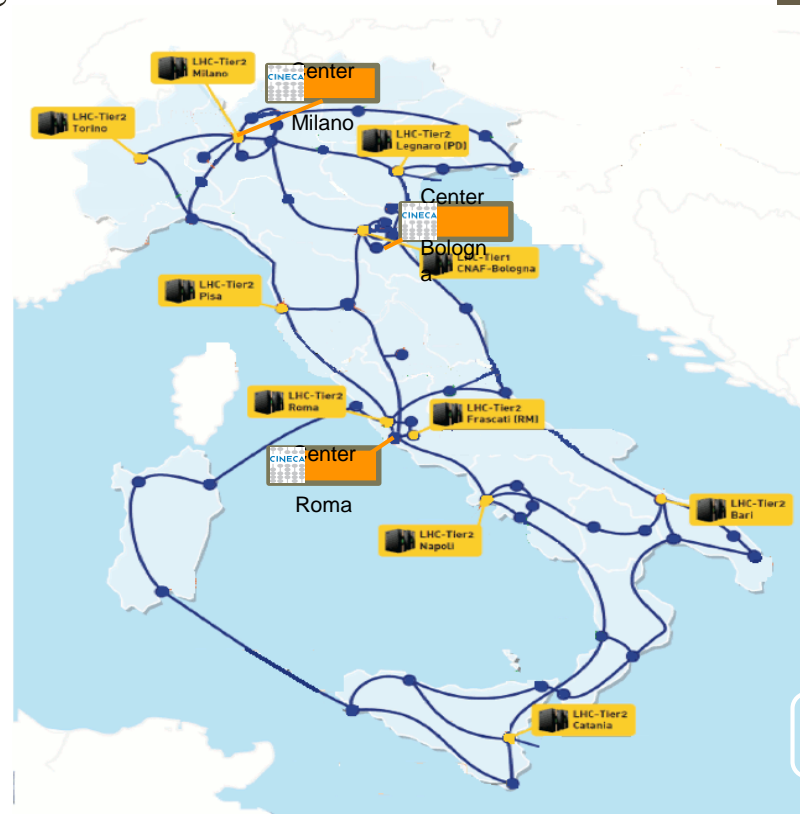 LHC-Tier2
Milano
CINECA
Center
Milano
LHC-Tier2
Torino
LHC-Tier2
Legnaro (PD)
Center
CINECA
Bologn
a
LHC-Tier1
CNAF-Bologna
LHC-Tier2
Pisa
LHC-Tier2
Roma
LHC-Tier2
Frascati (RM)
CINECA
Center
Roma
LHC-Tier2
Bari
LHC-Tier2
Napoli
LHC-Tier2
Catania